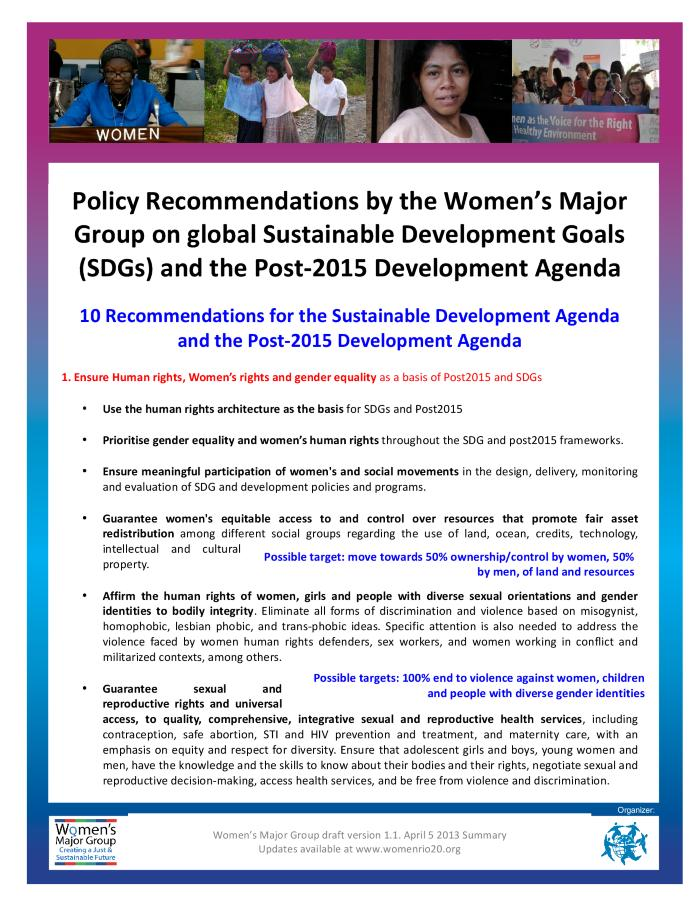 WOMEN
men as the Voice for the Right
Healthy Environment
Policy Recommendations by the Women's Major
Group on global Sustainable Development Goals
(SDGs) and the Post-2015 Development Agenda
10 Recommendations for the Sustainable Development Agenda
and the Post-2015 Development Agenda
1. Ensure Human rights, Women's rights and gender equality as a basis of Post2015 and SDGs
• Use the human rights architecture as the basis for SDGs and Post2015
• Prioritise gender equality and women's human rights throughout the SDG and post2015 frameworks.
• Ensure meaningful participation of women's and social movements in the design, delivery, monitoring
and evaluation of SDG and development policies and programs.
• Guarantee women's equitable access to and control over resources that promote fair asset
redistribution among different social groups regarding the use of land, ocean, credits, technology,
intellectual and cultural
property.
Possible target: move towards 50% ownership/control by women, 50%
by men, of land and resources
• Affirm the human rights of women, girls and people with diverse sexual orientations and gender
identities to bodily integrity. Eliminate all forms of discrimination and violence based on misogynist,
homophobic, lesbian phobic, and trans-phobic ideas. Specific attention is also needed to address the
violence faced by women human rights defenders, sex workers, and women working in conflict and
militarized contexts, among others.
Possible targets: 100% end to violence against women, children
and people with diverse gender identities
• Guarantee sexual and
reproductive rights and universal
access, to quality, comprehensive, integrative sexual and reproductive health services, including
contraception, safe abortion, STI and HIV prevention and treatment, and maternity care, with an
emphasis on equity and respect for diversity. Ensure that adolescent girls and boys, young women and
men, have the knowledge and the skills to know about their bodies and their rights, negotiate sexual and
reproductive decision-making, access health services, and be free from violence and discrimination.
Organizer:
Women's
Major Group
Creating a Just &
Sustainable Future
Women's Major Group draft version 1.1. April 5 2013 Summary
Updates available at www.womenrio20.org